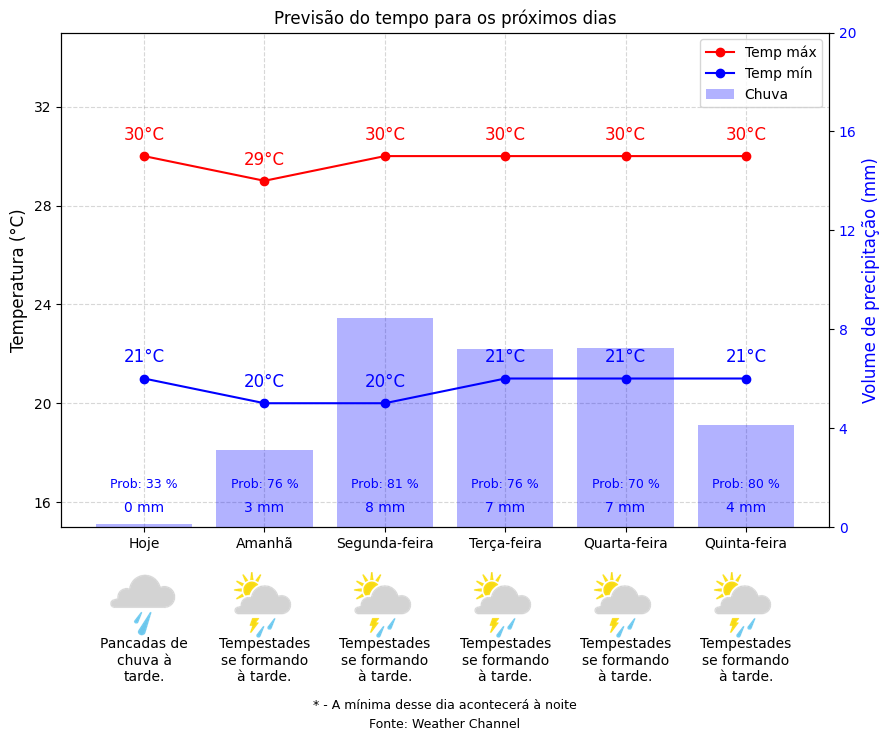 Previsão do tempo para os próximos dias
Temp máx
Temp mín
Chuva
Temperatura (°C)
32
28
24
20
16
Volume de precipitação (mm)
20
16
12
8
4
0
30°C 29°C 30°C 30°C 30°C 30°C
21°C 20°C 20°C 21°C 21°C 21°C
Prob: 33 % Prob: 76 % Prob: 81 % Prob: 76 % Prob: 70 % Prob: 80 %
0 mm 3 mm 8 mm 7 mm 7 mm 4 mm
Hoje Amanhã Segunda-feira Terça-feira Quarta-feira Quinta-feira
Pancadas de Tempestades Tempestades Tempestades Tempestades Tempestades
chuva à se formando se formando se formando se formando se formando
tarde. à tarde. à tarde. à tarde. à tarde. à tarde.
* - A mínima desse dia acontecerá à noite
Fonte: Weather Channel